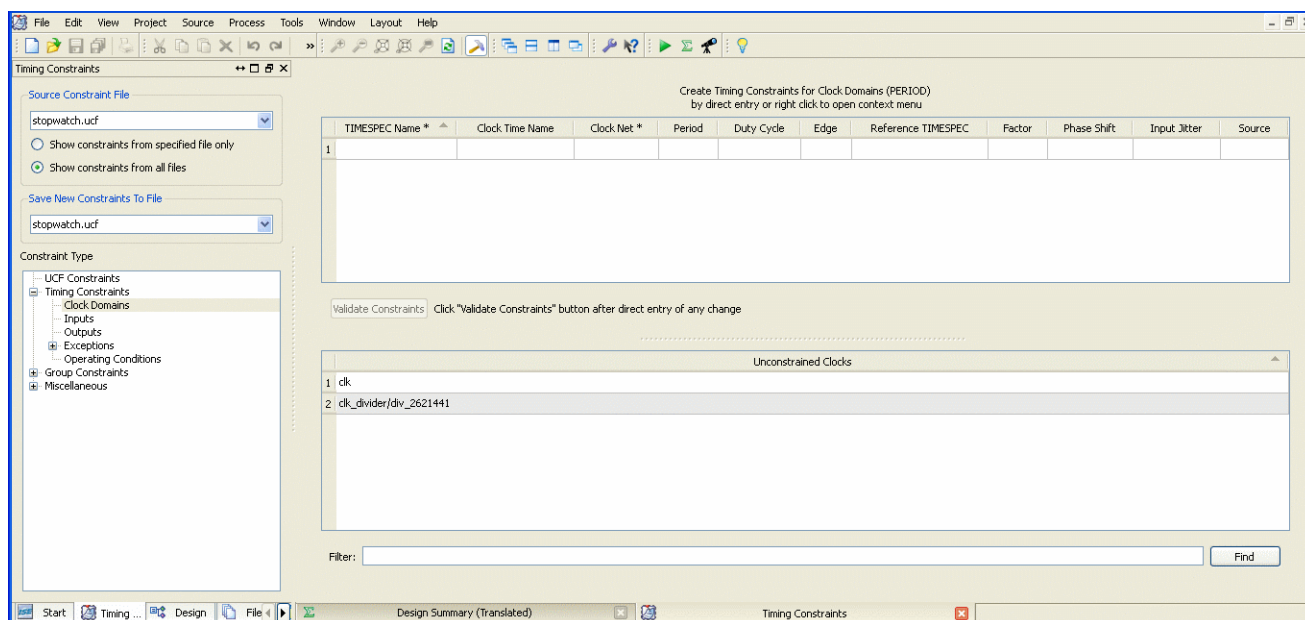 File Edit View Project Source Process Tools Window Layout Help
»
Timing Constraints
Source Constraint File
stopwatch.ucf
Show constraints from specified file only
Show constraints from all files
Save New Constraints To File
stopwatch.ucf
Constraint Type
UCF Constraints
Timing Constraints
Clock Domains
Inputs
Outputs
Exceptions
Operating Conditions
Group Constraints
Miscellaneous
Create Timing Constraints for Clock Domains (PERIOD)
by direct entry or right click to open context menu
TIMESPEC Name * Clock Time Name Clock Net * Period Duty Cycle Edge Reference TIMESPEC Factor Phase Shift Input Jitter Source
1
Validate Constraints Click "Validate Constraints" button after direct entry of any change
Unconstrained Clocks
1 clk
2 clk_divider/div_2621441
Filter: Find
Start Timing ... Design File Design Summary (Translated) Timing Constraints